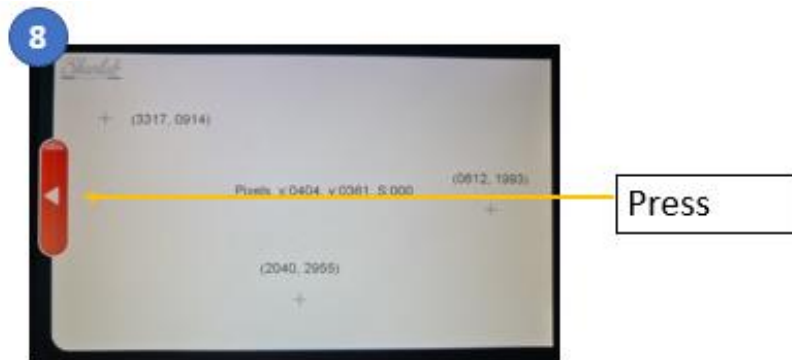 8
(3317, 0914)
(0612, 1993)
Pixels. x:0404. y:0361. S:000
Press
(2040, 2955)